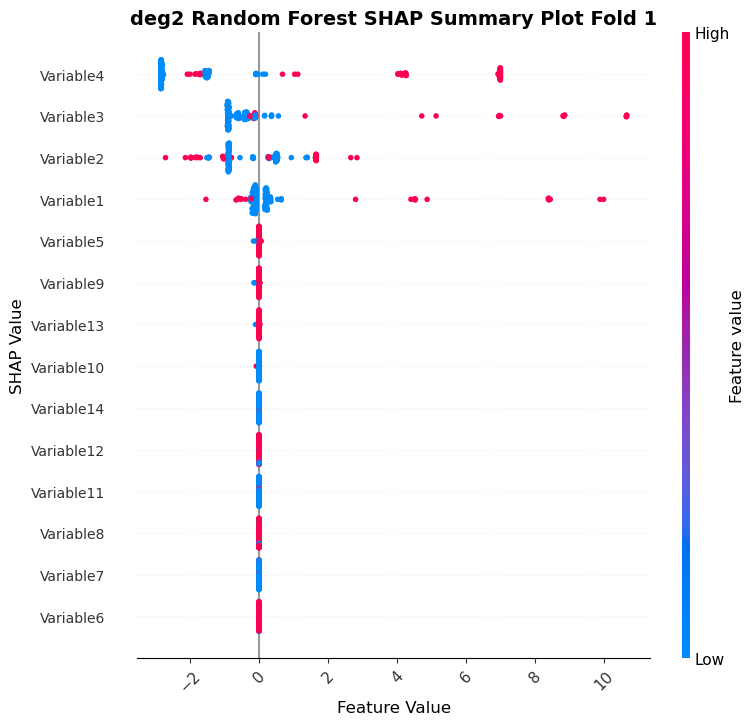 deg2 Random Forest SHAP Summary Plot Fold 1
High
Variable4
Variable3
Variable2
Variable1
Variable5
Variable9
Variable13
Variable10
Variable14
Variable12
Variable11
Variable8
Variable7
Variable6
SHAP Value
Feature value
Low
−2 0 2 4 6 8 10
Feature Value